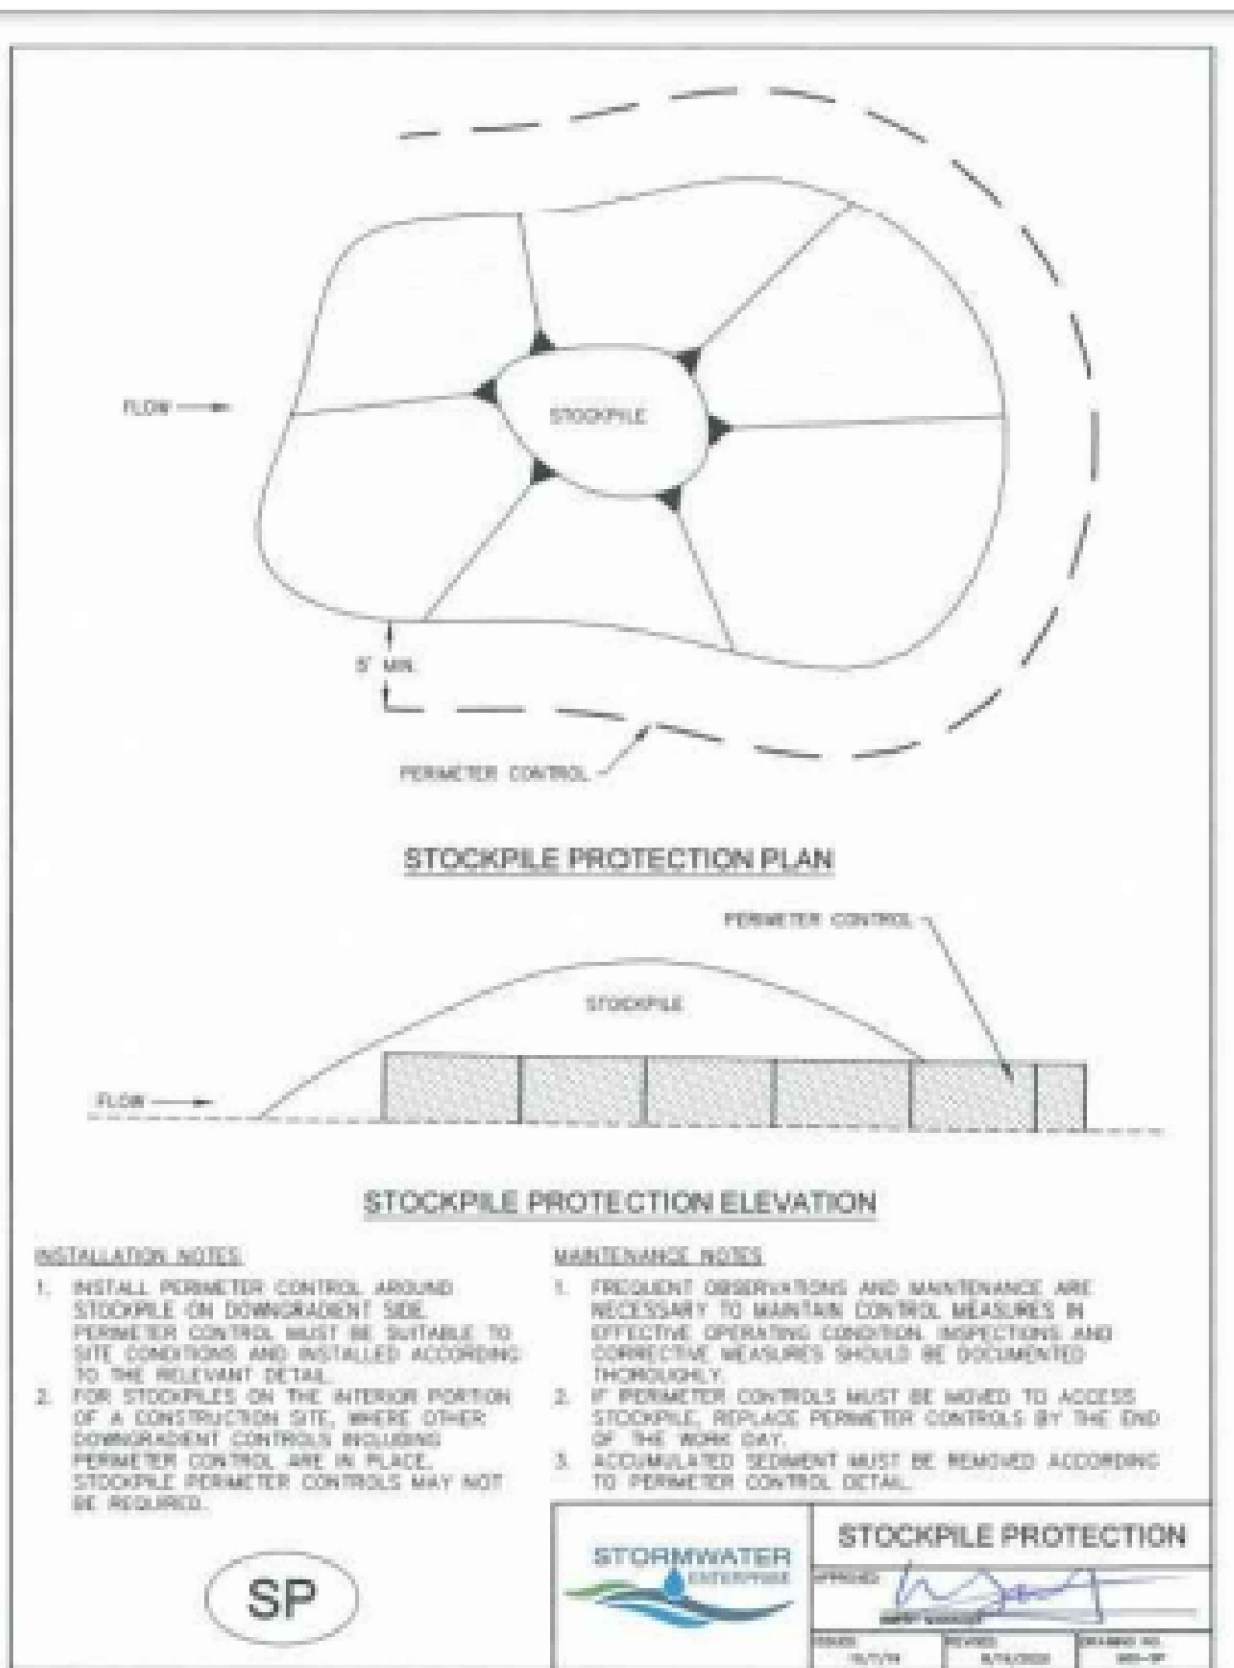 FLOW
STOCKPILE
5' MIN.
PERIMETER CONTROL
STOCKPILE PROTECTION PLAN
PERIMETER CONTROL
STOCKPILE
FLOW
STOCKPILE PROTECTION ELEVATION
INSTALLATION NOTES
1. INSTALL PERIMETER CONTROL AROUND
STOCKPILE ON DOWNGRADIENT SIDE.
PERIMETER CONTROL MUST BE SUITABLE TO
SITE CONDITIONS AND INSTALLED ACCORDING
TO THE RELEVANT DETAIL.
2. FOR STOCKPILES ON THE INTERIOR PORTION
OF A CONSTRUCTION SITE, WHERE OTHER
DOWNGRADIENT CONTROLS INCLUDING
PERIMETER CONTROL ARE IN PLACE,
STOCKPILE PERIMETER CONTROLS MAY NOT
BE REQUIRED.
MAINTENANCE NOTES
1. FREQUENT OBSERVATIONS AND MAINTENANCE ARE
NECESSARY TO MAINTAIN CONTROL MEASURES IN
EFFECTIVE OPERATING CONDITION. INSPECTIONS AND
CORRECTIVE MEASURES SHOULD BE DOCUMENTED
THOROUGHLY.
2. IF PERIMETER CONTROLS MUST BE MOVED TO ACCESS
STOCKPILE, REPLACE PERIMETER CONTROLS BY THE END
OF THE WORK DAY.
3. ACCUMULATED SEDIMENT MUST BE REMOVED ACCORDING
TO PERIMETER CONTROL DETAIL.
SP
STORMWATER
ENTERPRISE
STOCKPILE PROTECTION
APPROVED:
MANAGER
ISSUED:
REVISED:
DRAWING NO.